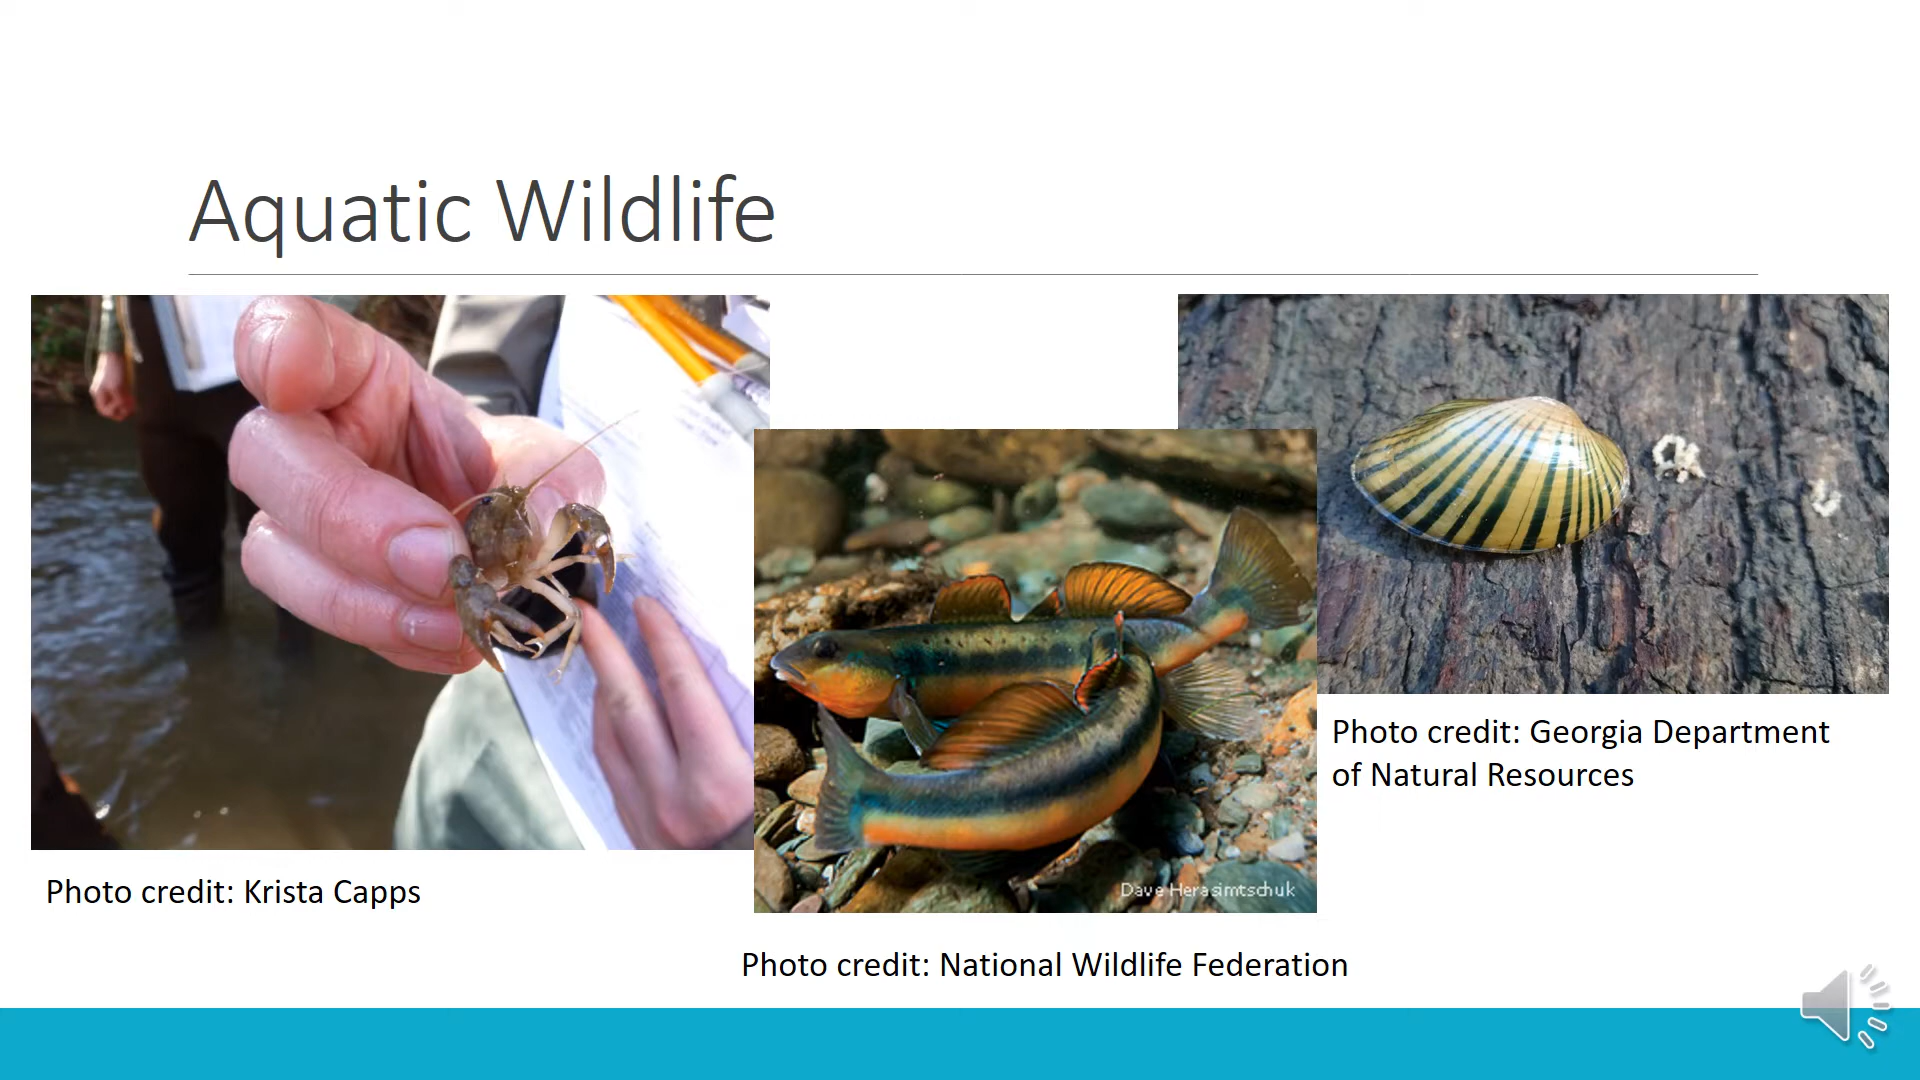 Aquatic Wildlife
Photo credit: Georgia Department
of Natural Resources
Photo credit: Krista Capps
Dave Herasimtschuk
Photo credit: National Wildlife Federation